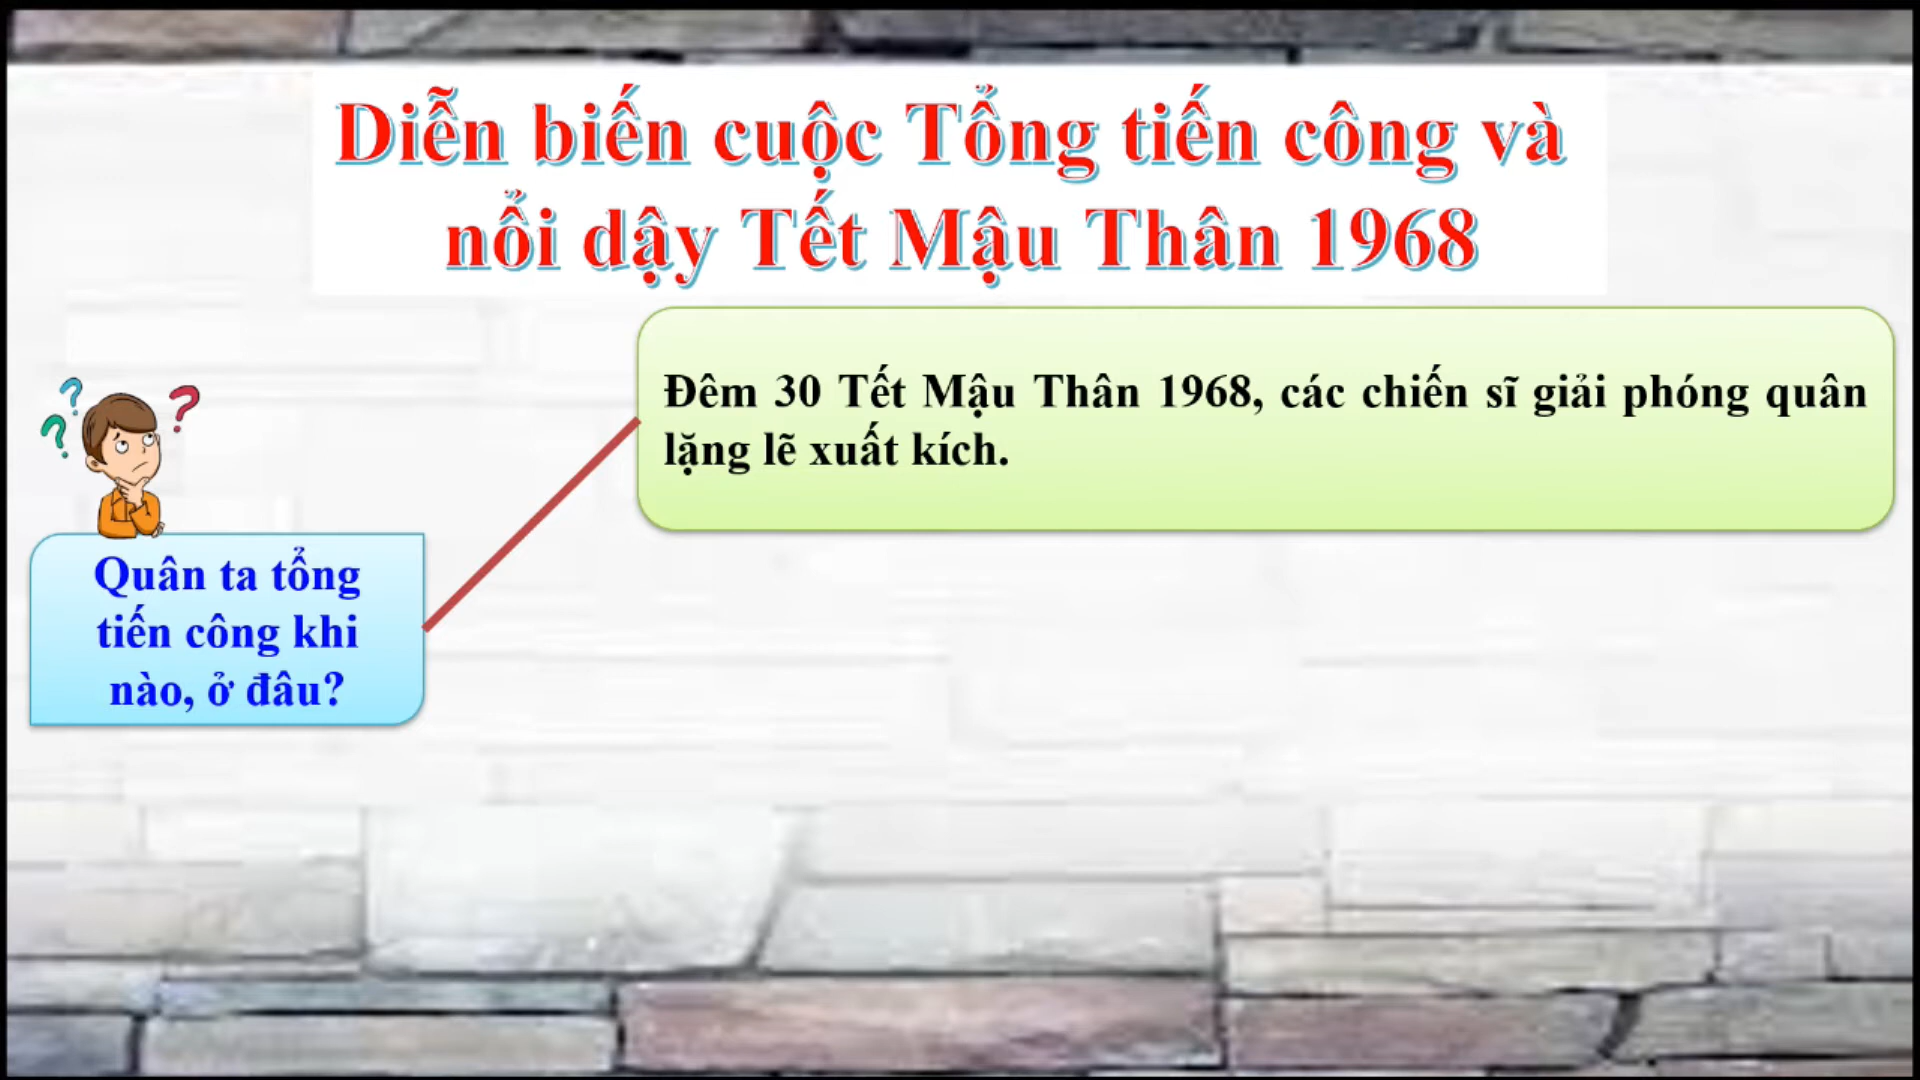 Diễn biến cuộc Tổng tiến công và
nổi dậy Tết Mậu Thân 1968
Đêm 30 Tết Mậu Thân 1968, các chiến sĩ giải phóng quân
lặng lẽ xuất kích.
Quân ta tổng
tiến công khi
nào, ở đâu?